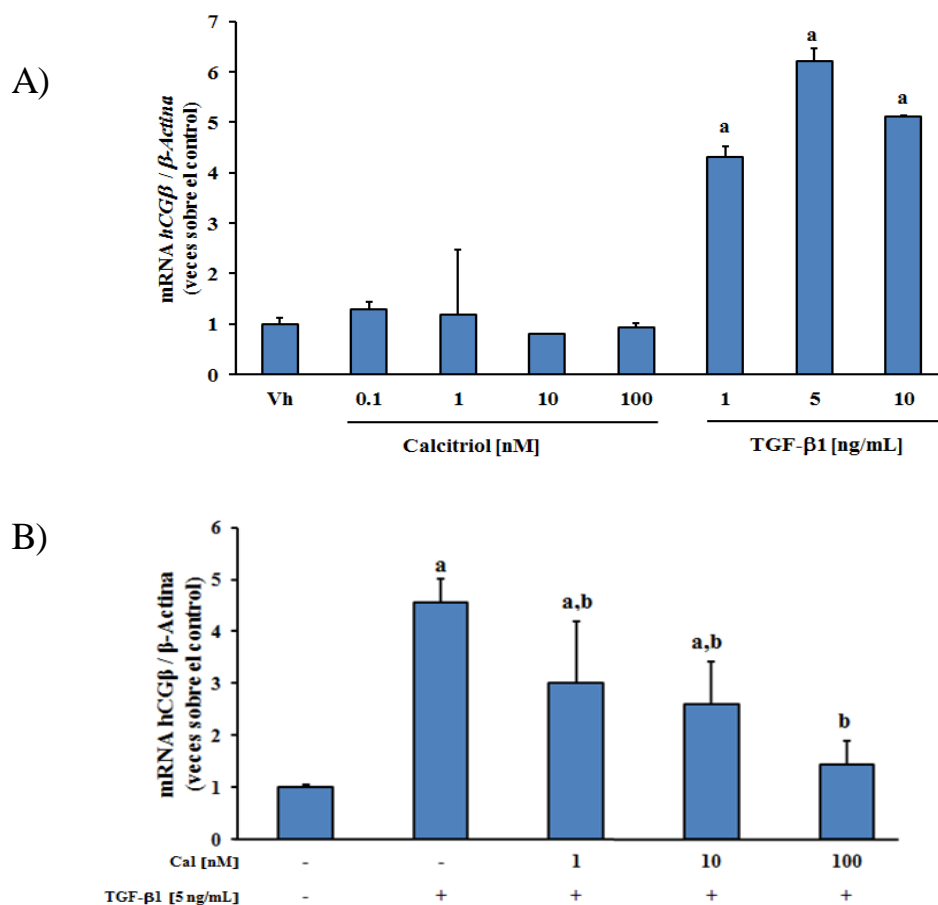 A)
mRNA hCGβ / β-Actina
(veces sobre el control)
7
6
5
4
3
2
1
0
a
a
a
Vh 0.1 1 10 100 1 5 10
Calcitriol [nM] TGF-β1 [ng/mL]
B)
mRNA hCGβ / β-Actina
(veces sobre el control)
6
5
4
3
2
1
0
a
a,b
a,b
b
Cal [nM] - - 1 10 100
TGF-β1 [5 ng/mL] - + + + +